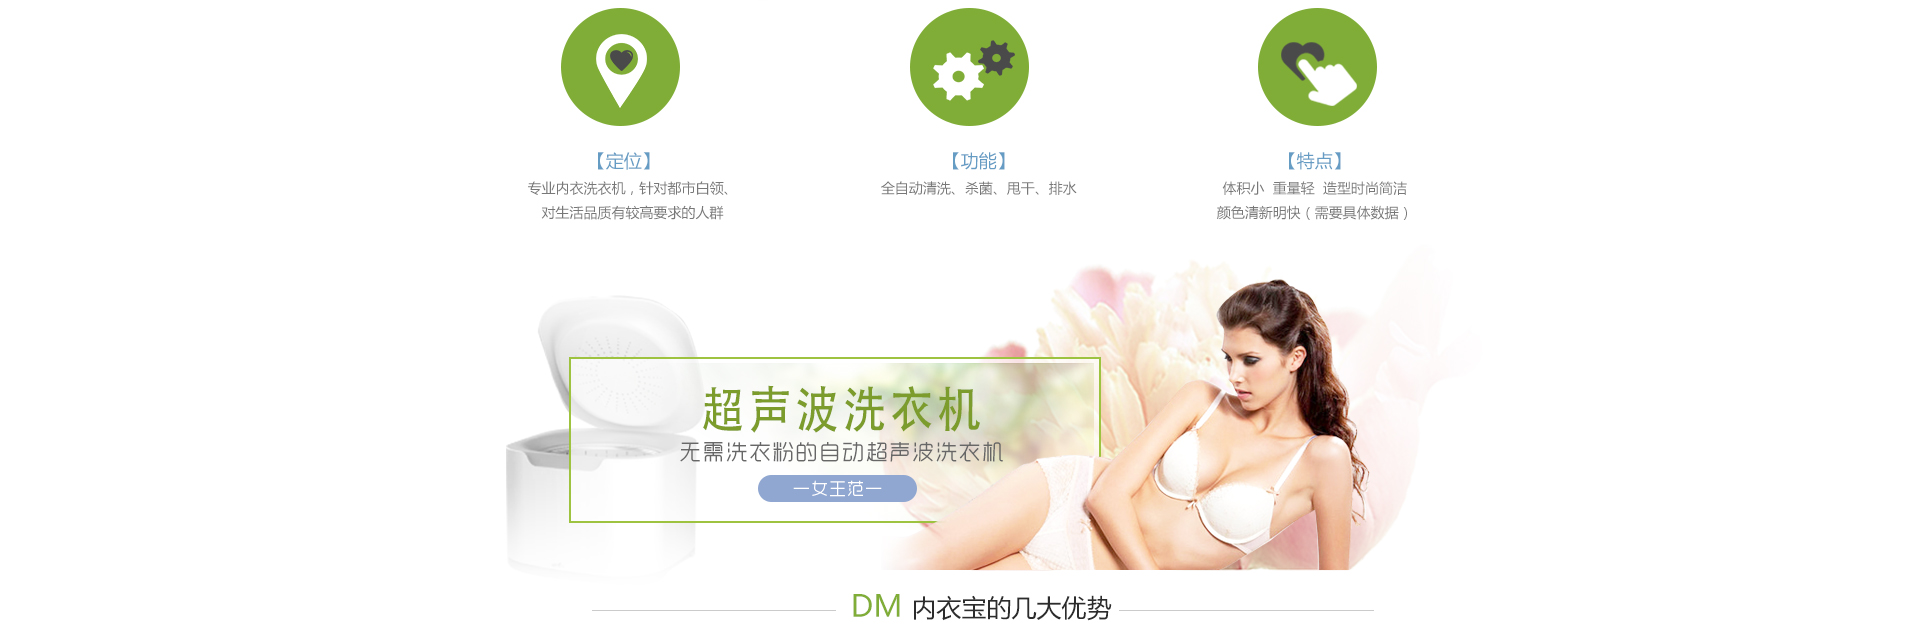 【定位】
专业内衣洗衣机，针对都市白领、
对生活品质有较高要求的人群
【功能】
全自动清洗、杀菌、甩干、排水
【特点】
体积小 重量轻 造型时尚简洁
颜色清新明快（需要具体数据）
超声波洗衣机
无需洗衣粉的自动超声波洗衣机
一女王范一
DM 内衣宝的几大优势